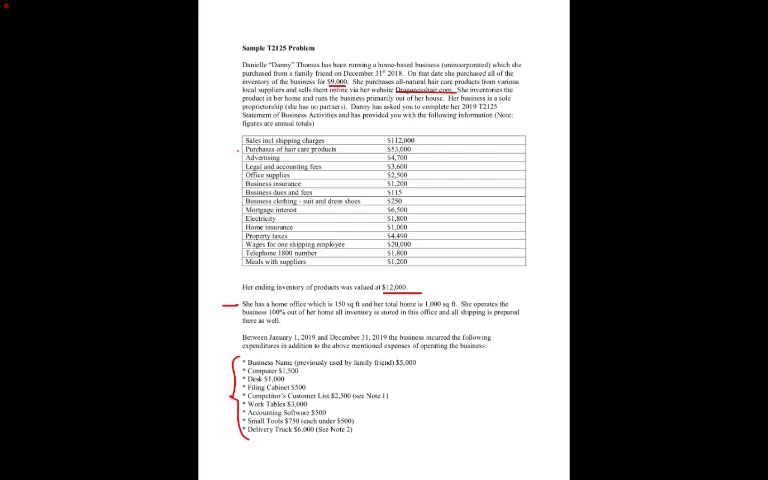 Sample T2125 Problem
Danielle "Danny" Thomas has been running a home-based business (unincorporated) which she
purchased from a family friend on December 31st 2018. On that date she purchased all of the
inventory of the business for $9,000. She purchases all-natural hair care products from various
local suppliers and sells them online via her website Dragonesshair.com. She inventories the
product in her home and runs the business primarily out of her house. Her business is a sole
proprietorship (she has no partners). Danny has asked you to complete her 2019 T2125
Statement of Business Activities and has provided you with the following information (Note:
figures are annual totals)
Sales incl shipping charges $112,000
Purchases of hair care products $53,000
Advertising $4,700
Legal and accounting fees $3,600
Office supplies $2,500
Business insurance $1,200
Business dues and fees $115
Business clothing - suit and dress shoes $250
Mortgage interest $6,500
Electricity $1,800
Home insurance $1,000
Property taxes $4,490
Wages for one shipping employee $20,000
Telephone 1800 number $1,800
Meals with suppliers $1,200
Her ending inventory of products was valued at $12,000.
She has a home office which is 150 sq ft and her total home is 1,000 sq ft. She operates the
business 100% out of her home all inventory is stored in this office and all shipping is prepared
there as well.
Between January 1, 2019 and December 31, 2019 the business incurred the following
expenditures in addition to the above mentioned expenses of operating the business:
* Business Name (previously used by family friend) $5,000
* Computer $1,500
* Desk $1,000
* Filing Cabinet $500
* Competitor's Customer List $2,500 (see Note 1)
* Work Tables $3,000
* Accounting Software $500
* Small Tools $750 (each under $500)
* Delivery Truck $6,000 (See Note 2)